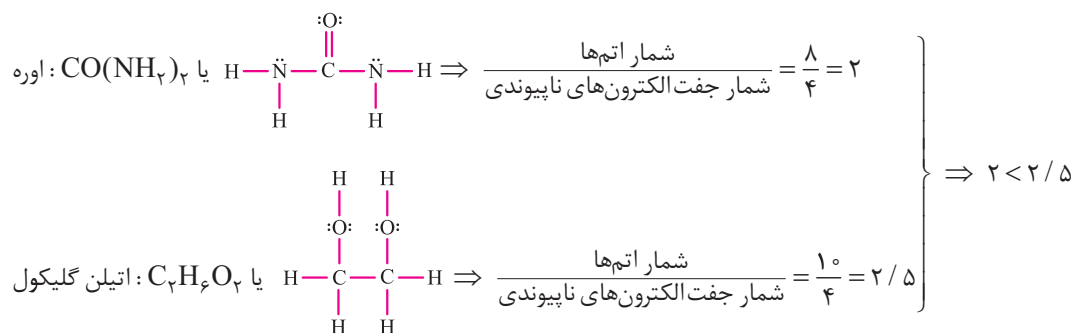 اوره : CO(NH۲)۲ یا
:O:
H N̈ C N̈ H ⇒ شمار اتم‌ها / شمار جفت‌الکترون‌های ناپیوندی = ۸/۴ = ۲
H H
⇒ ۲ < ۲/۵
H H
:O: :O:
اتیلن گلیکول : C۲H۶O۲ یا
H C C H ⇒ شمار اتم‌ها / شمار جفت‌الکترون‌های ناپیوندی = ۱۰/۴ = ۲/۵
H H